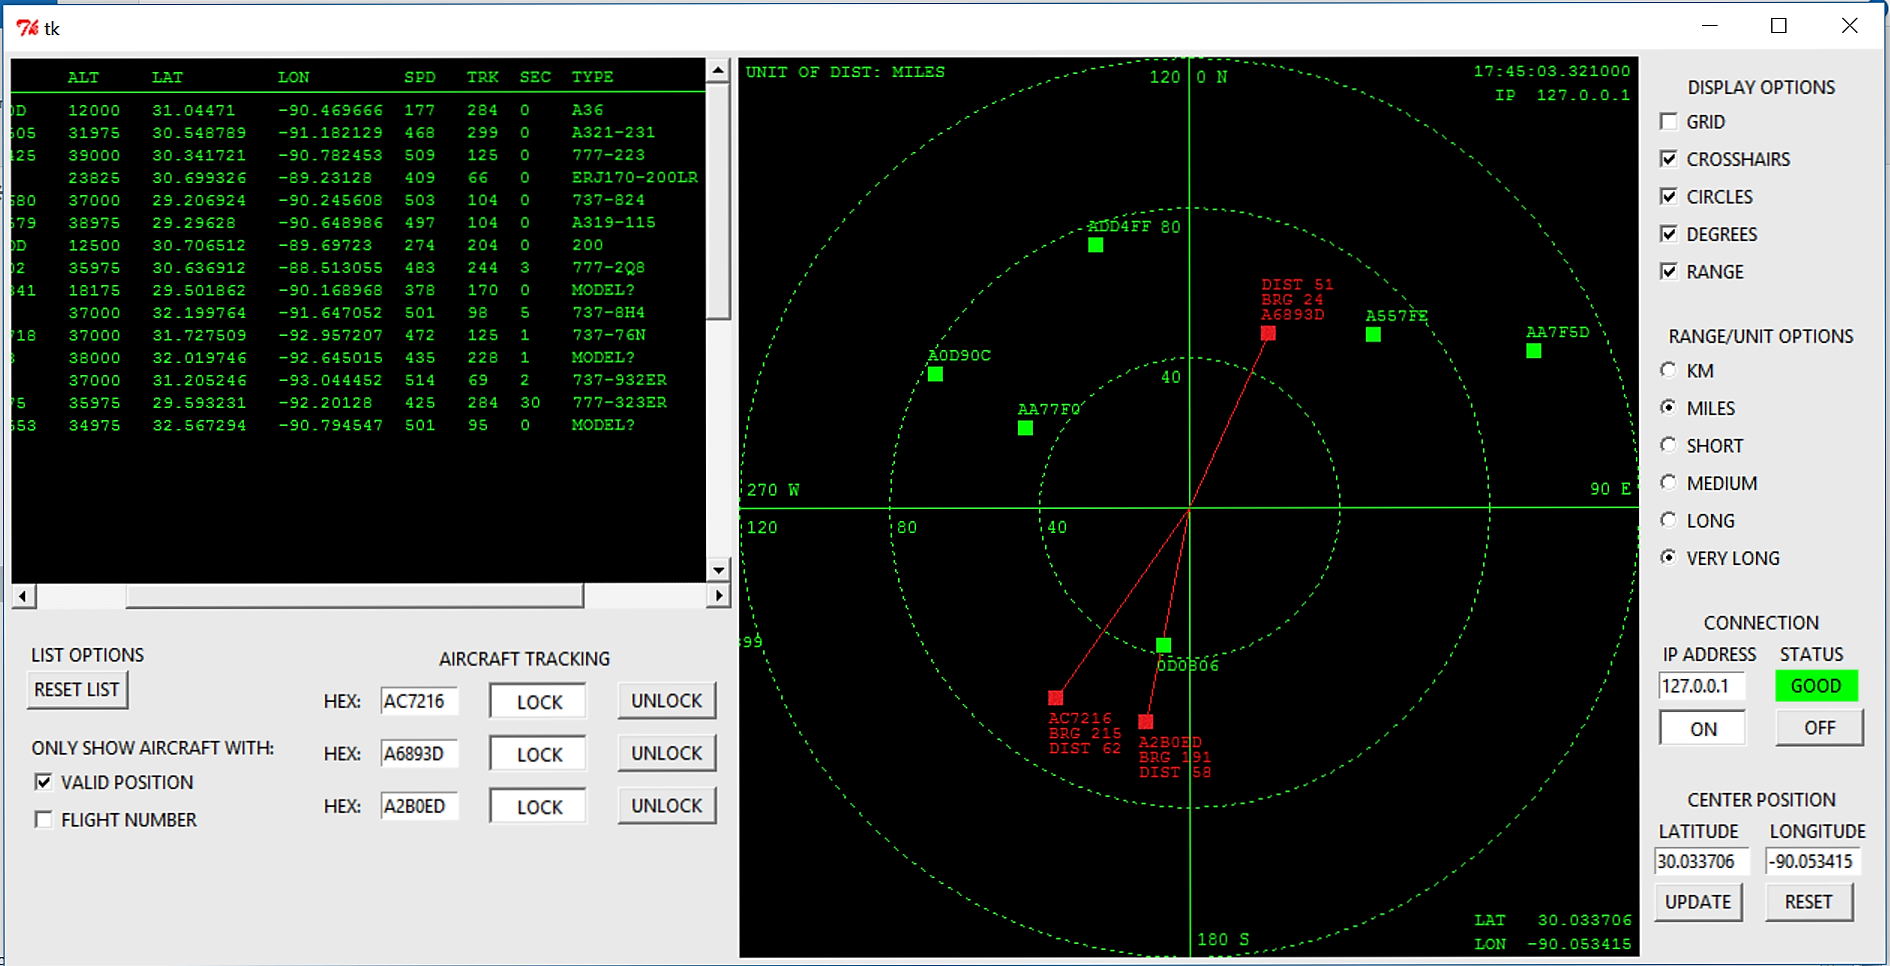 tk
ALT LAT LON SPD TRK SEC TYPE
0D 12000 31.04471 -90.469666 177 284 0 A36
505 31975 30.548789 -91.182129 468 299 0 A321-231
425 39000 30.341721 -90.782453 509 125 0 777-223
23825 30.699326 -89.23128 409 66 0 ERJ170-200LR
680 37000 29.206924 -90.245608 503 104 0 737-824
579 38975 29.29628 -90.648986 497 104 0 A319-115
0D 12500 30.706512 -89.69723 274 204 0 200
02 35975 30.636912 -88.513055 483 244 3 777-2Q8
341 18175 29.501862 -90.168968 378 170 0 MODEL?
37000 32.199764 -91.647052 501 98 5 737-8H4
718 37000 31.727509 -92.957207 472 125 1 737-76N
38000 32.019746 -92.645015 435 228 1 MODEL?
37000 31.205246 -93.044452 514 69 2 737-932ER
75 35975 29.593231 -92.20128 425 284 30 777-323ER
553 34975 32.567294 -90.794547 501 95 0 MODEL?
LIST OPTIONS
RESET LIST
ONLY SHOW AIRCRAFT WITH:
VALID POSITION
FLIGHT NUMBER
AIRCRAFT TRACKING
HEX: AC7216 LOCK UNLOCK
HEX: A6893D LOCK UNLOCK
HEX: A2B0ED LOCK UNLOCK
UNIT OF DIST: MILES
120 0 N
17:45:03.321000
IP 127.0.0.1
ADD4FF 80
DIST 51
BRG 24
A6893D
A557FE
AA7F5D
A0D90C
40
AA77F0
270 W
90 E
120 80 40
99
0D0806
AC7216
BRG 215
DIST 62
A2B0ED
BRG 191
DIST 58
180 S
LAT 30.033706
LON -90.053415
DISPLAY OPTIONS
GRID
CROSSHAIRS
CIRCLES
DEGREES
RANGE
RANGE/UNIT OPTIONS
KM
MILES
SHORT
MEDIUM
LONG
VERY LONG
CONNECTION
IP ADDRESS STATUS
127.0.0.1 GOOD
ON OFF
CENTER POSITION
LATITUDE LONGITUDE
30.033706 -90.053415
UPDATE RESET